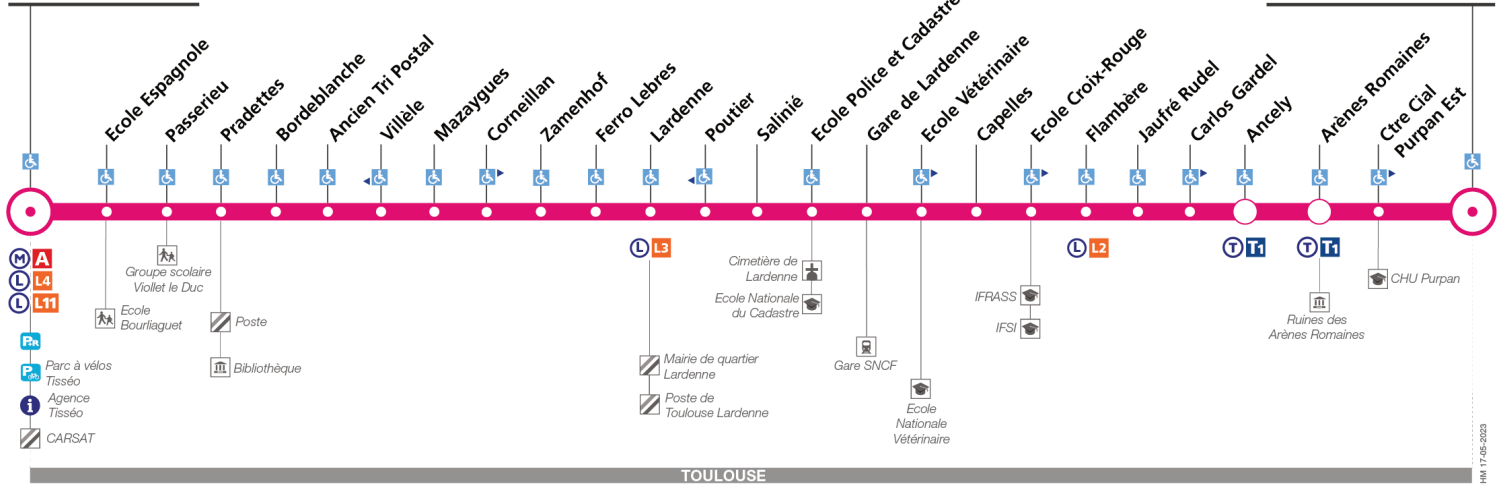 Ecole Espagnole
Passerieu
Pradettes
Bordeblanche
Ancien Tri Postal
Villèle
Mazaygues
Corneillan
Zamenhof
Ferro Lebres
Lardenne
Poutier
Salinié
Ecole Police et Cadastre
Gare de Lardenne
Ecole Vétérinaire
Capelles
Ecole Croix-Rouge
Flambère
Jaufré Rudel
Carlos Gardel
Ancely
Arènes Romaines
Ctre Cial
Purpan Est
M A
L L4
L L11
P+R
P
Parc à vélos
Tisséo
i
Agence
Tisséo
CARSAT
Ecole
Bourliaguet
Groupe scolaire
Viollet le Duc
Poste
Bibliothèque
L L3
Mairie de quartier
Lardenne
Poste de
Toulouse Lardenne
Cimetière de
Lardenne
Ecole Nationale
du Cadastre
Gare SNCF
Ecole
Nationale
Vétérinaire
IFRASS
IFSI
L L2
T T1
T T1
Ruines des
Arènes Romaines
CHU Purpan
TOULOUSE
HM 17-05-2023